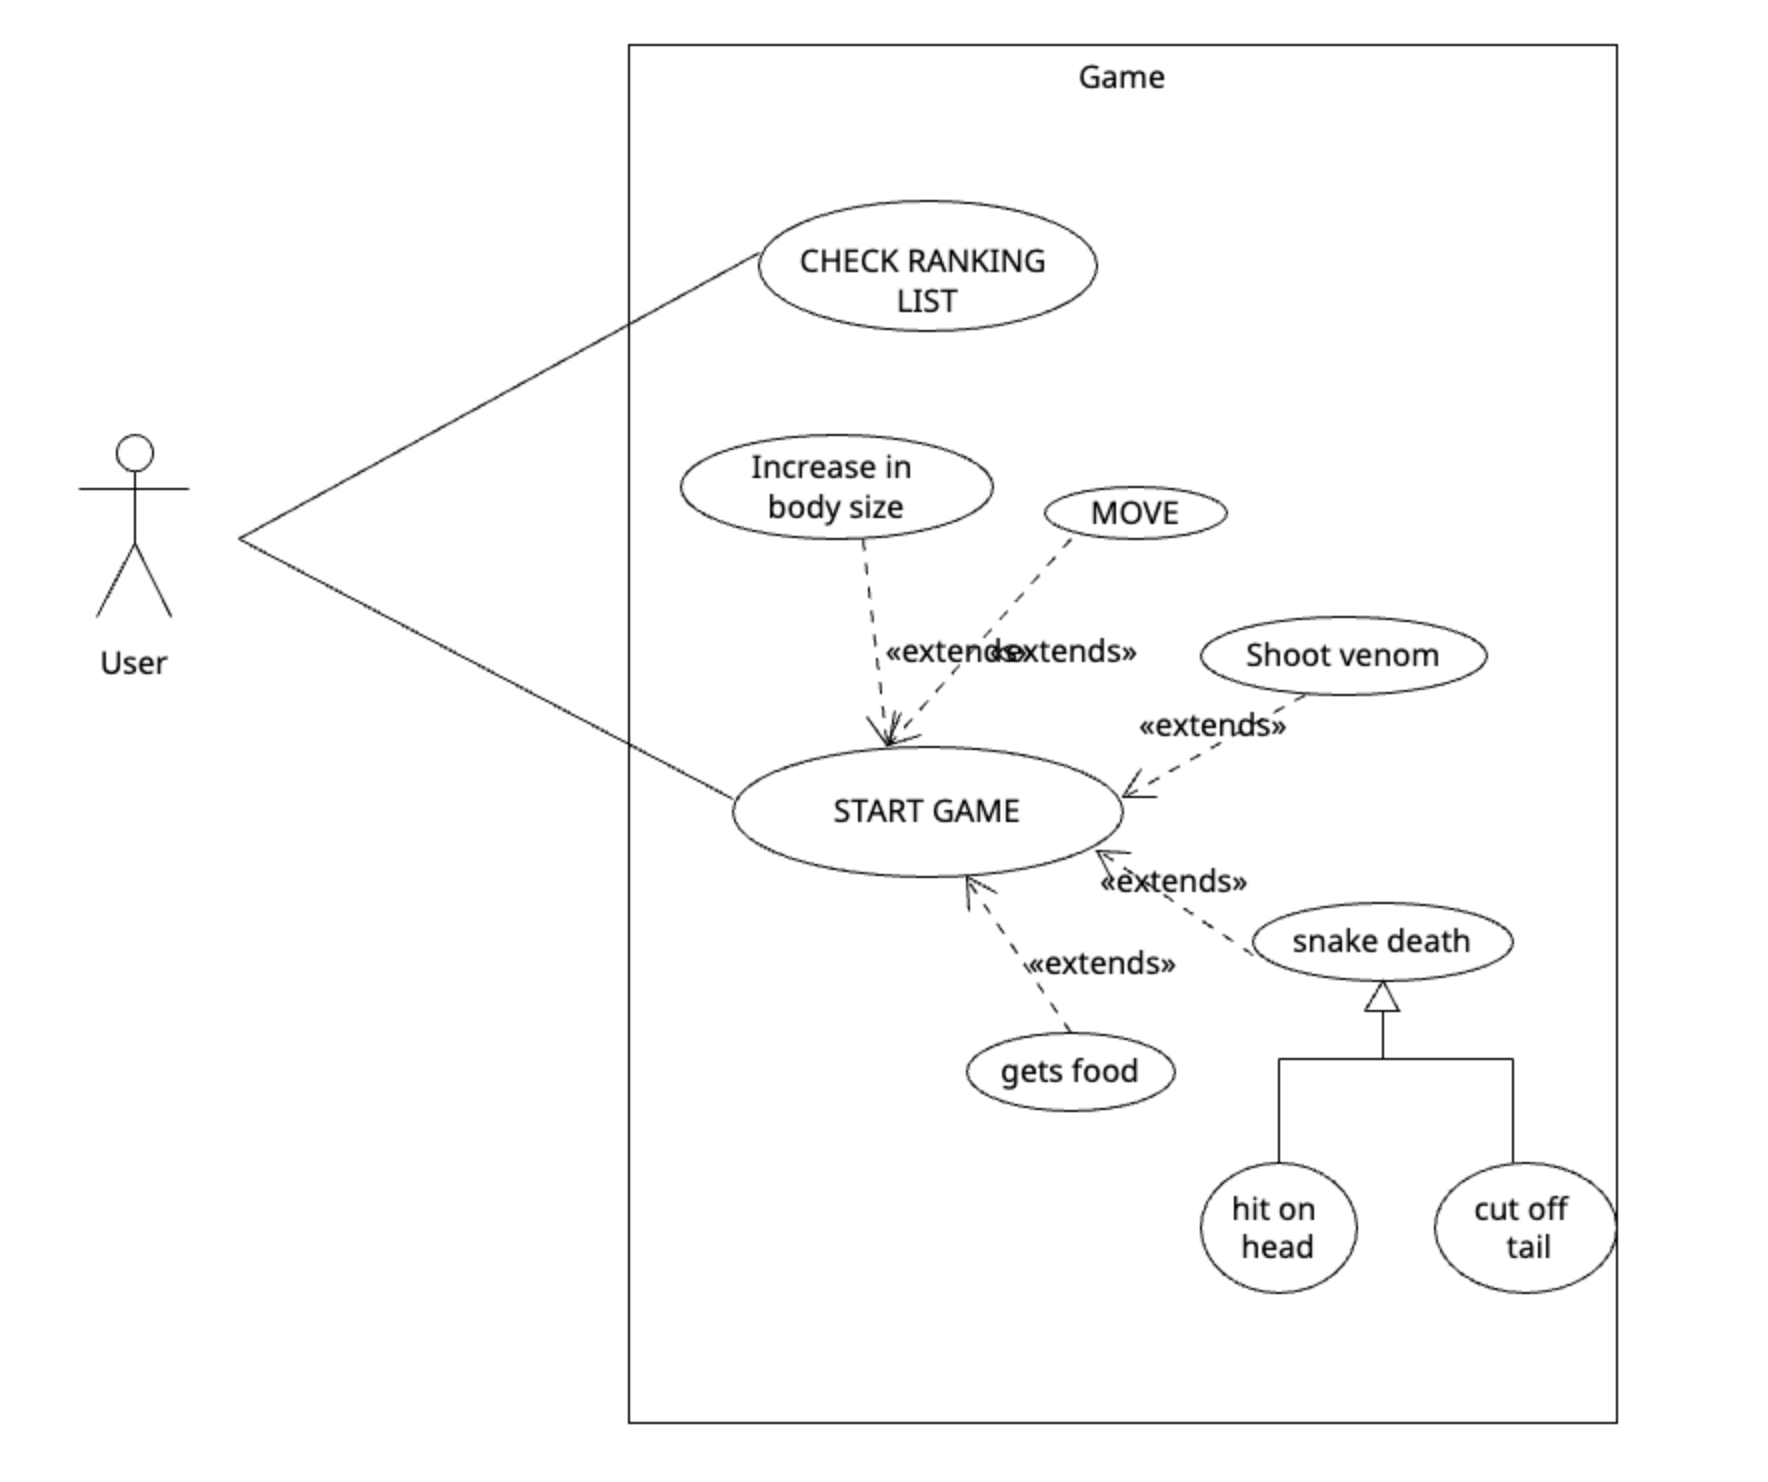 Game
CHECK RANKING
LIST
Increase in
body size
MOVE
«extends»
«extends»
Shoot venom
User
«extends»
START GAME
«extends»
snake death
«extends»
gets food
hit on
head
cut off
tail